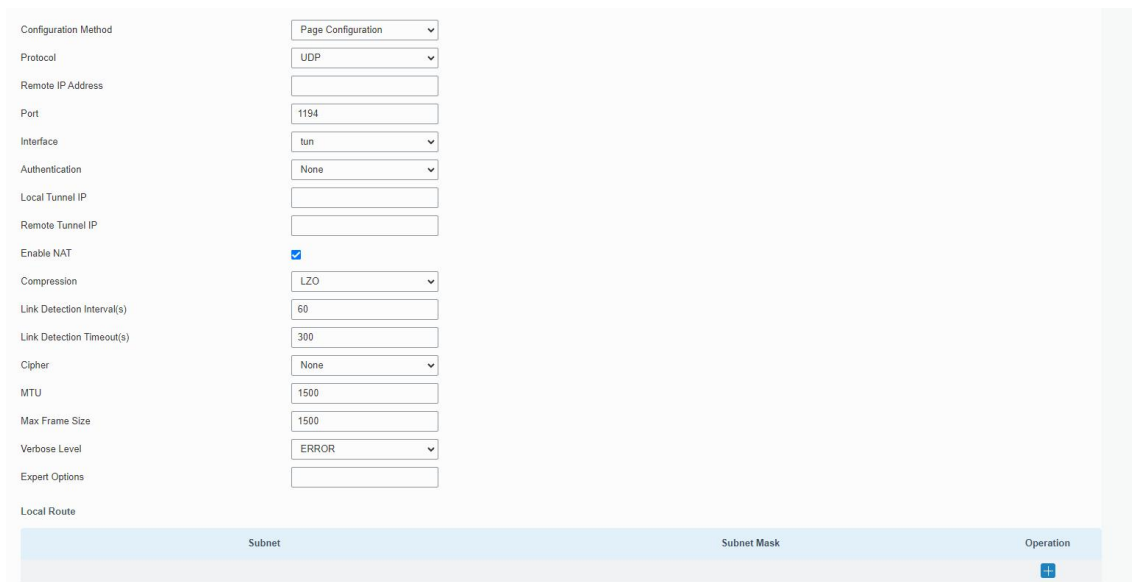 Configuration Method Page Configuration
Protocol UDP
Remote IP Address
Port 1194
Interface tun
Authentication None
Local Tunnel IP
Remote Tunnel IP
Enable NAT
Compression LZO
Link Detection Interval(s) 60
Link Detection Timeout(s) 300
Cipher None
MTU 1500
Max Frame Size 1500
Verbose Level ERROR
Expert Options
Local Route
Subnet Subnet Mask Operation